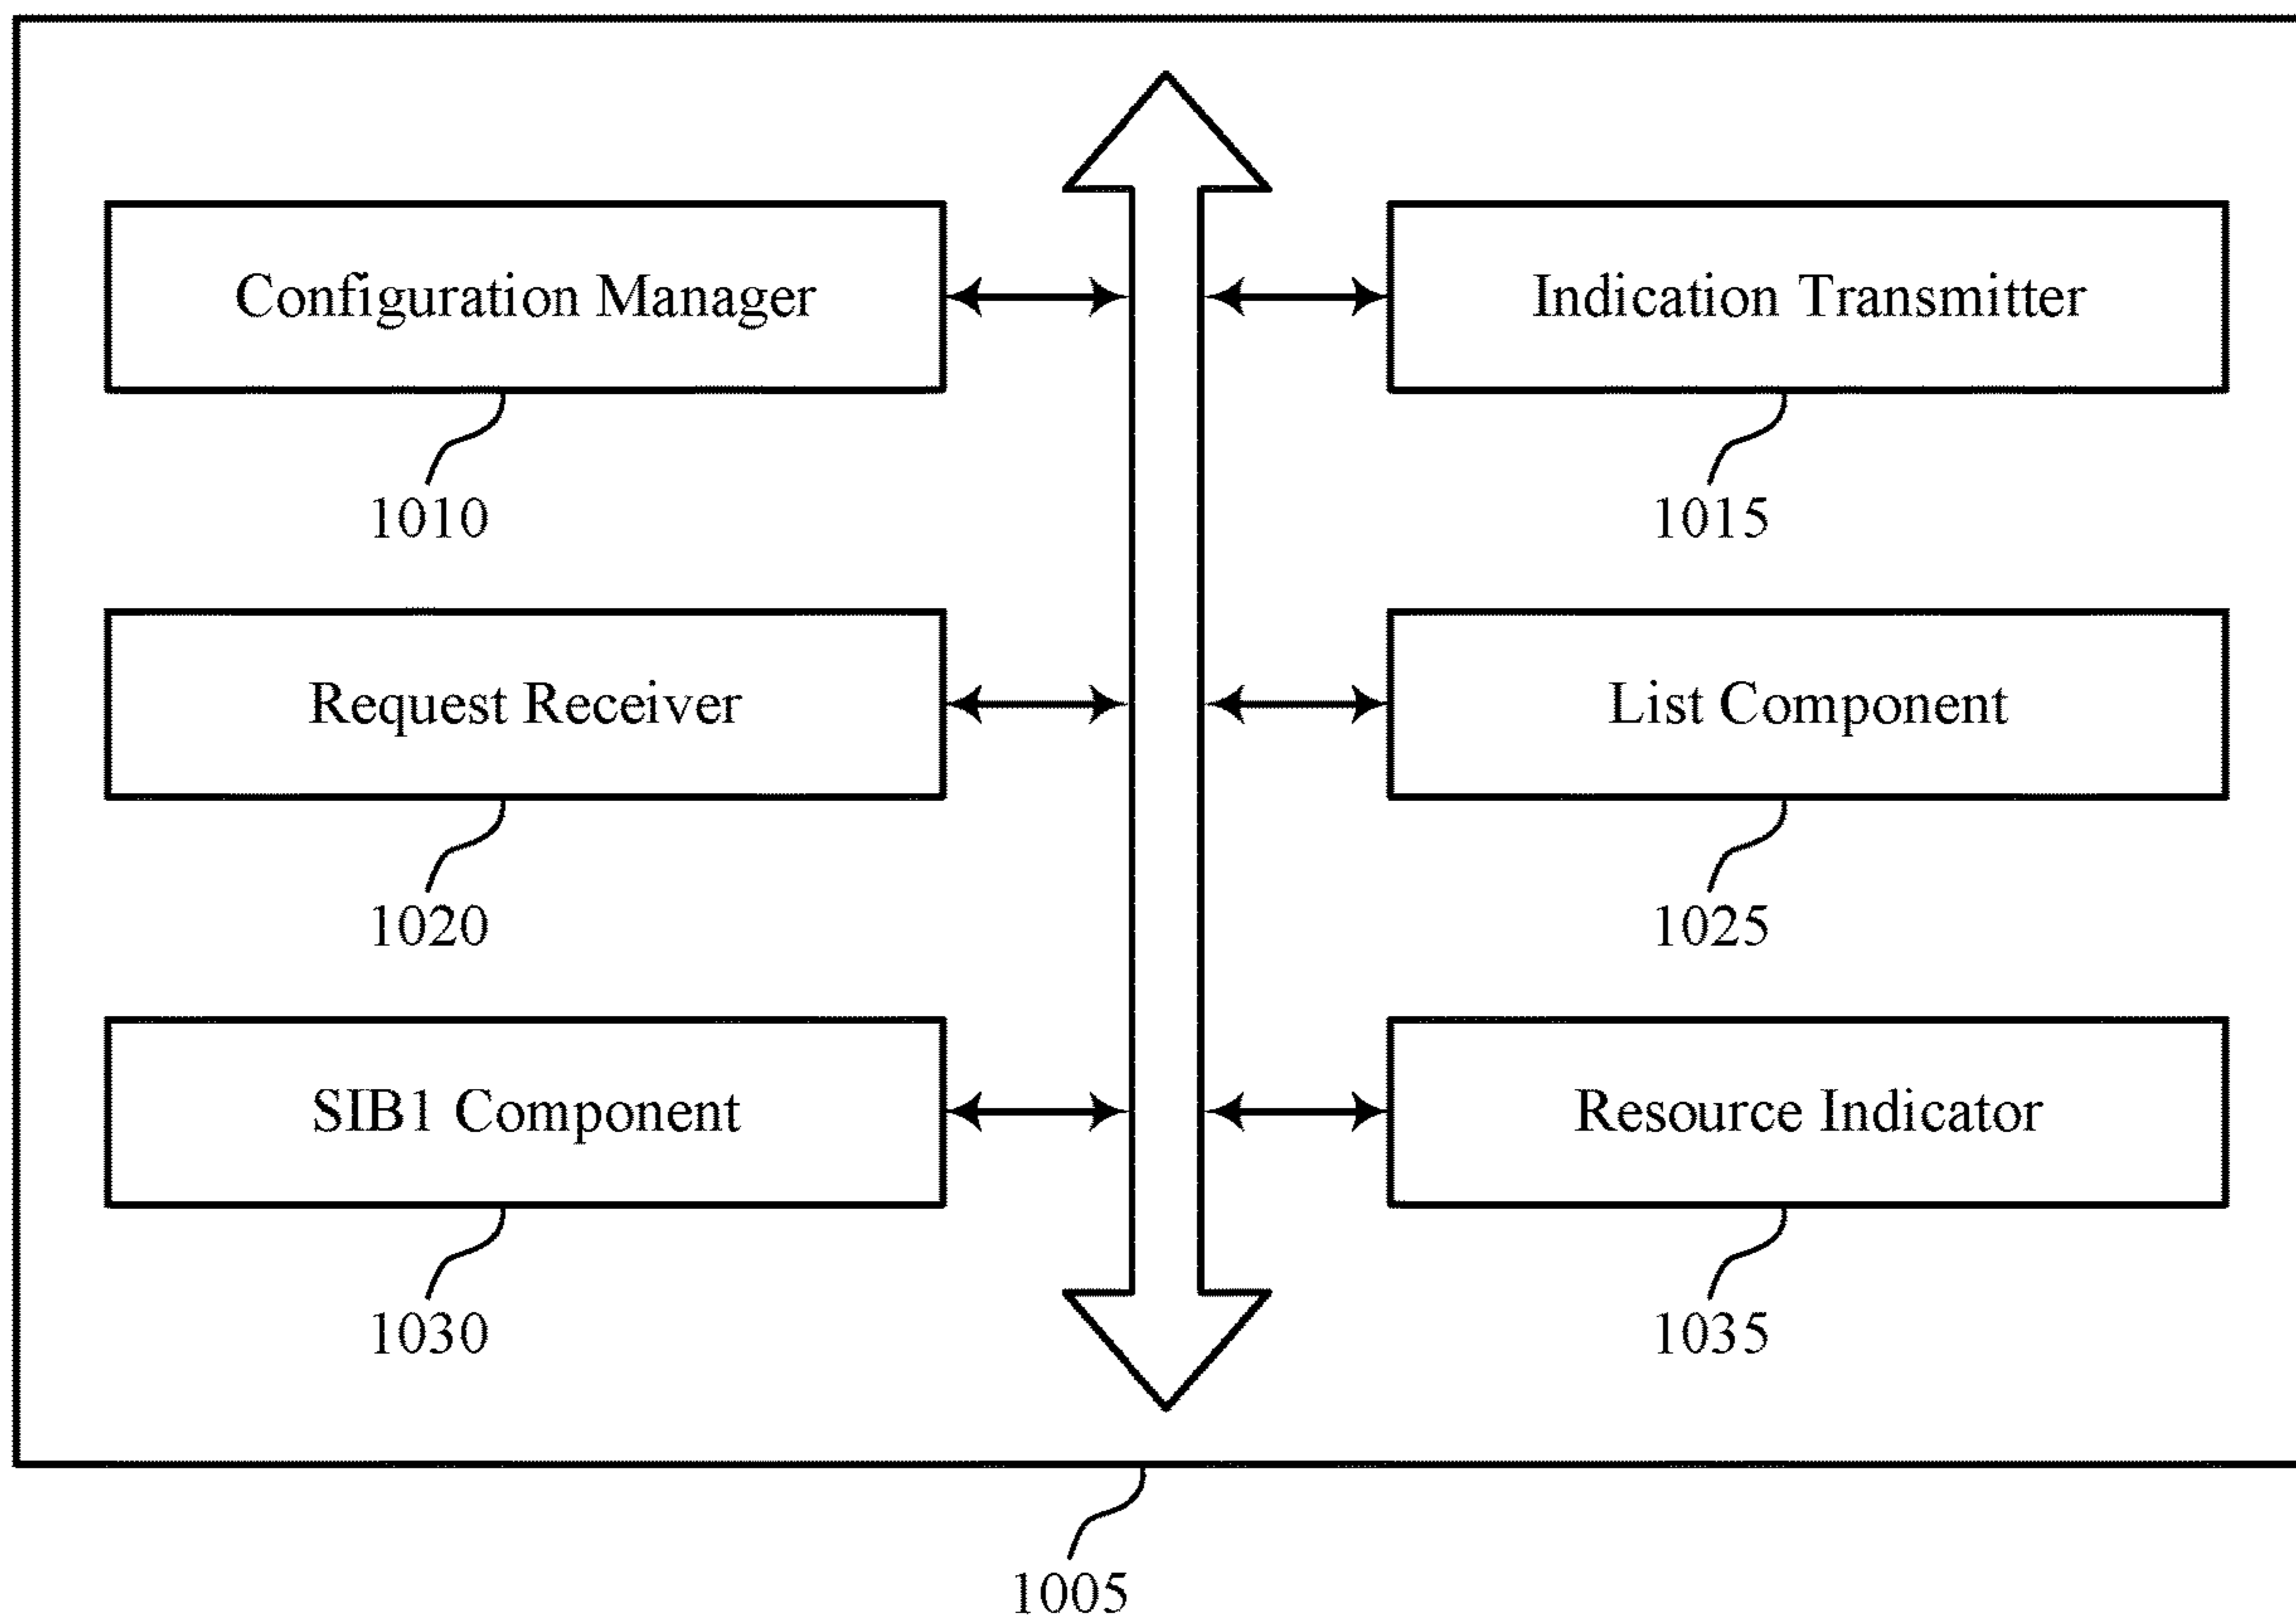 Configuration Manager
Indication Transmitter
1010
1015
Request Receiver
List Component
1020
1025
SIB1 Component
Resource Indicator
1030
1035
1005